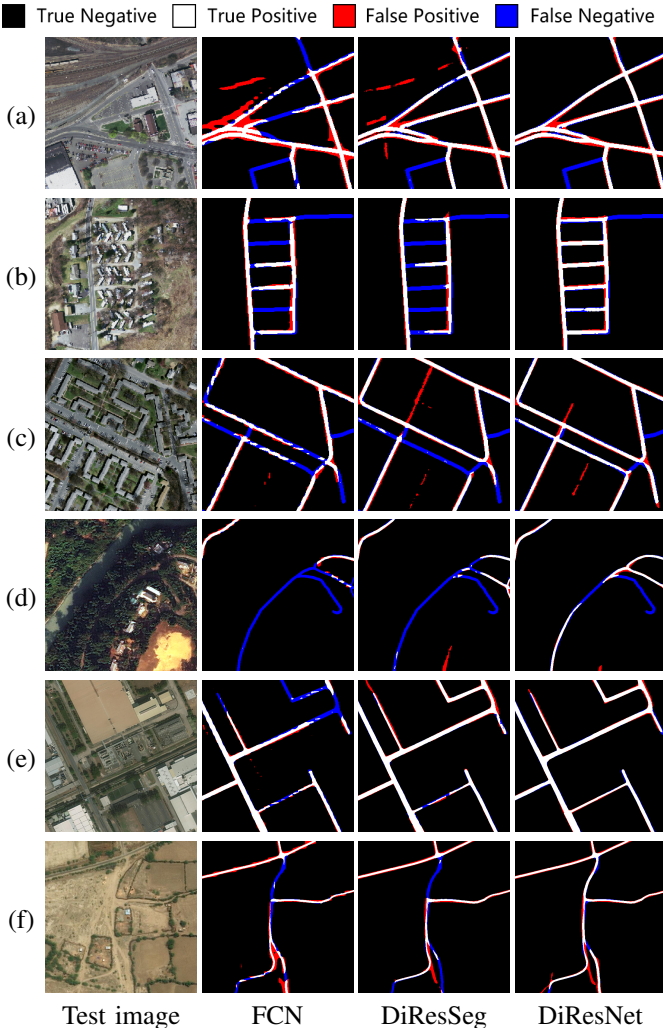 True Negative True Positive False Positive False Negative
(a)
(b)
(c)
(d)
(e)
(f)
Test image FCN DiResSeg DiResNet